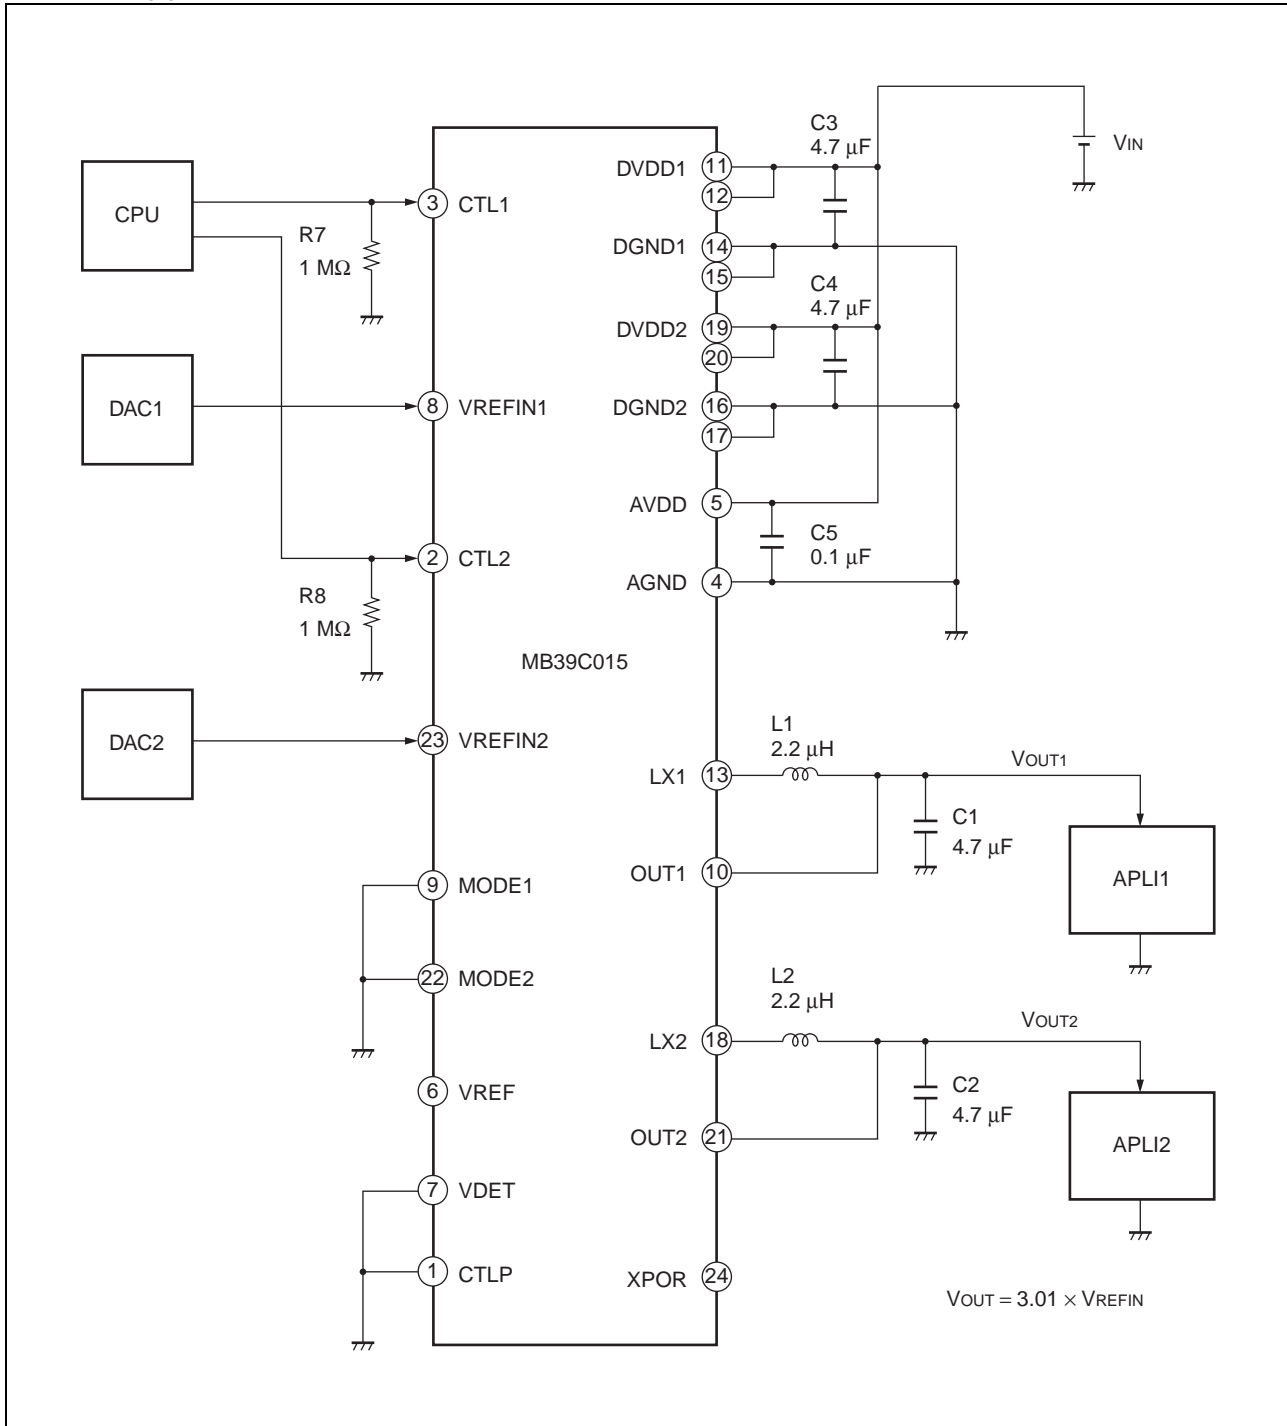 CPU
DAC1
DAC2
R7
1 MΩ
R8
1 MΩ
3 CTL1
8 VREFIN1
2 CTL2
23 VREFIN2
9 MODE1
22 MODE2
6 VREF
7 VDET
1 CTLP
MB39C015
DVDD1 11
12
DGND1 14
15
DVDD2 19
20
DGND2 16
17
AVDD 5
AGND 4
LX1 13
OUT1 10
LX2 18
OUT2 21
XPOR 24
C3
4.7 μF
C4
4.7 μF
C5
0.1 μF
VIN
L1
2.2 μH
VOUT1
C1
4.7 μF
APLI1
L2
2.2 μH
VOUT2
C2
4.7 μF
APLI2
VOUT = 3.01 × VREFIN